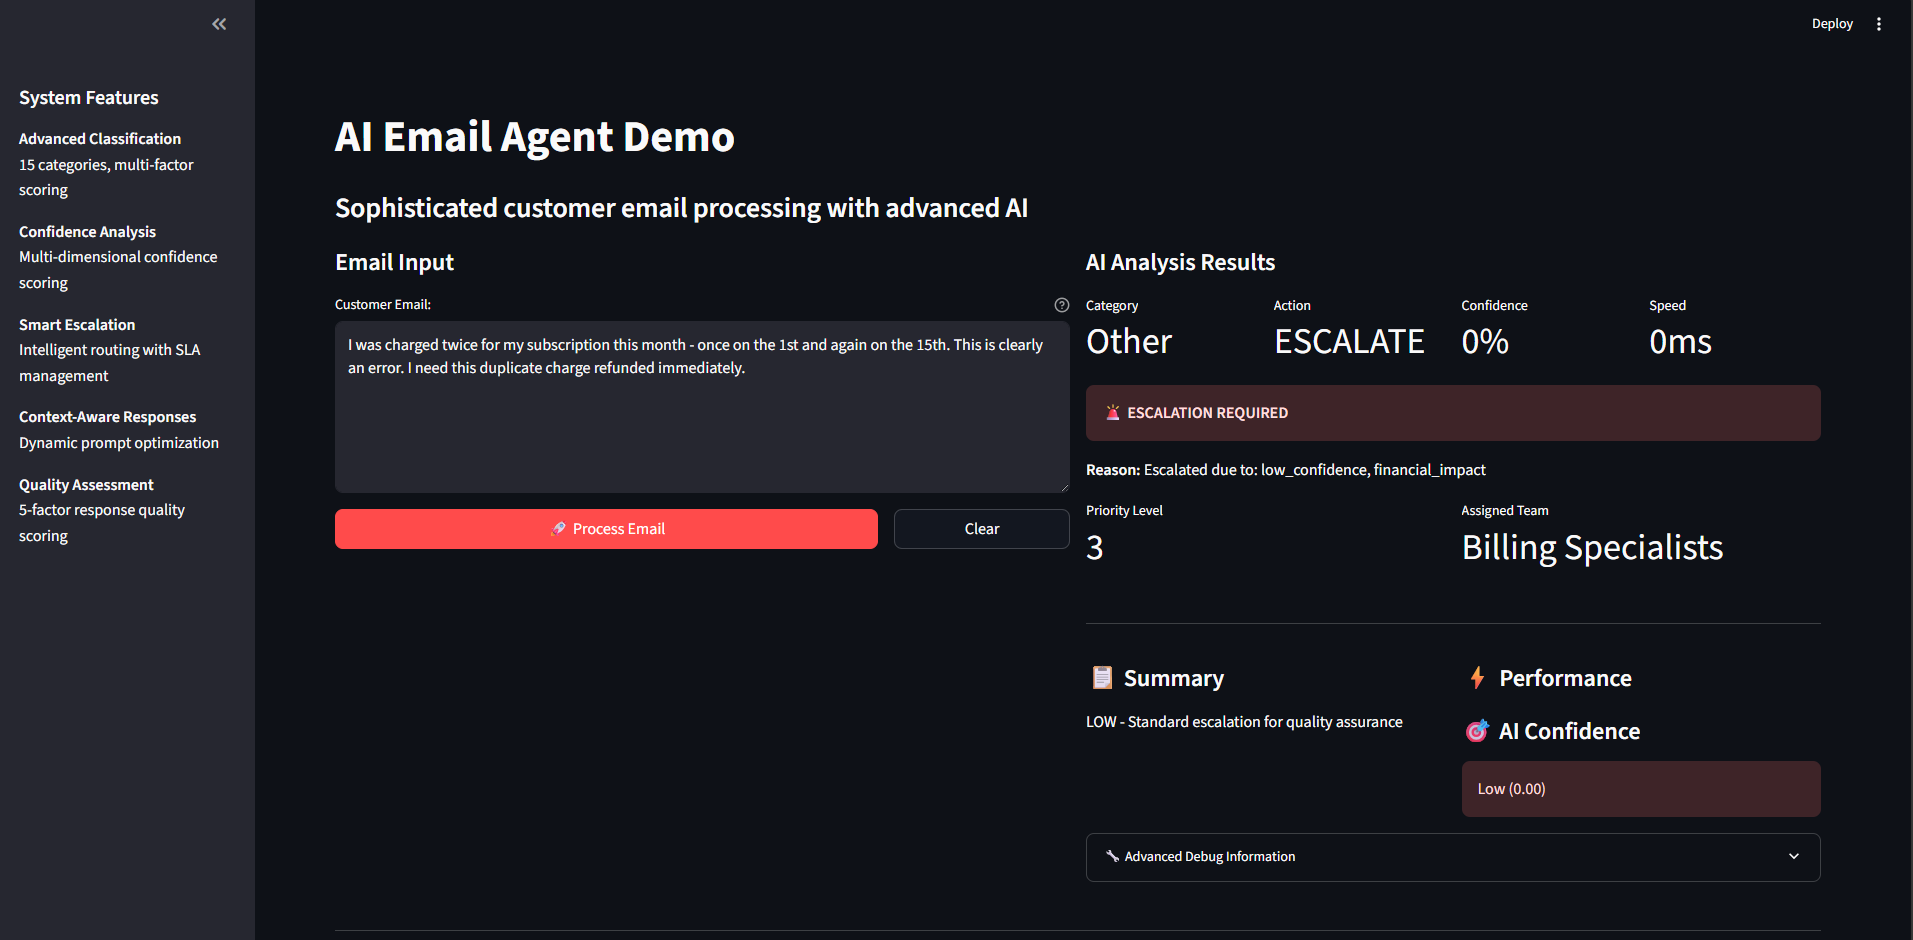 Deploy
System Features
Advanced Classification
15 categories, multi-factor
scoring
Confidence Analysis
Multi-dimensional confidence
scoring
Smart Escalation
Intelligent routing with SLA
management
Context-Aware Responses
Dynamic prompt optimization
Quality Assessment
5-factor response quality
scoring
AI Email Agent Demo
Sophisticated customer email processing with advanced AI
Email Input
Customer Email:
I was charged twice for my subscription this month - once on the 1st and again on the 15th. This is clearly
an error. I need this duplicate charge refunded immediately.
Process Email
Clear
AI Analysis Results
Category
Other
Action
ESCALATE
Confidence
0%
Speed
0ms
ESCALATION REQUIRED
Reason: Escalated due to: low_confidence, financial_impact
Priority Level
3
Assigned Team
Billing Specialists
Summary
LOW - Standard escalation for quality assurance
Performance
AI Confidence
Low (0.00)
Advanced Debug Information